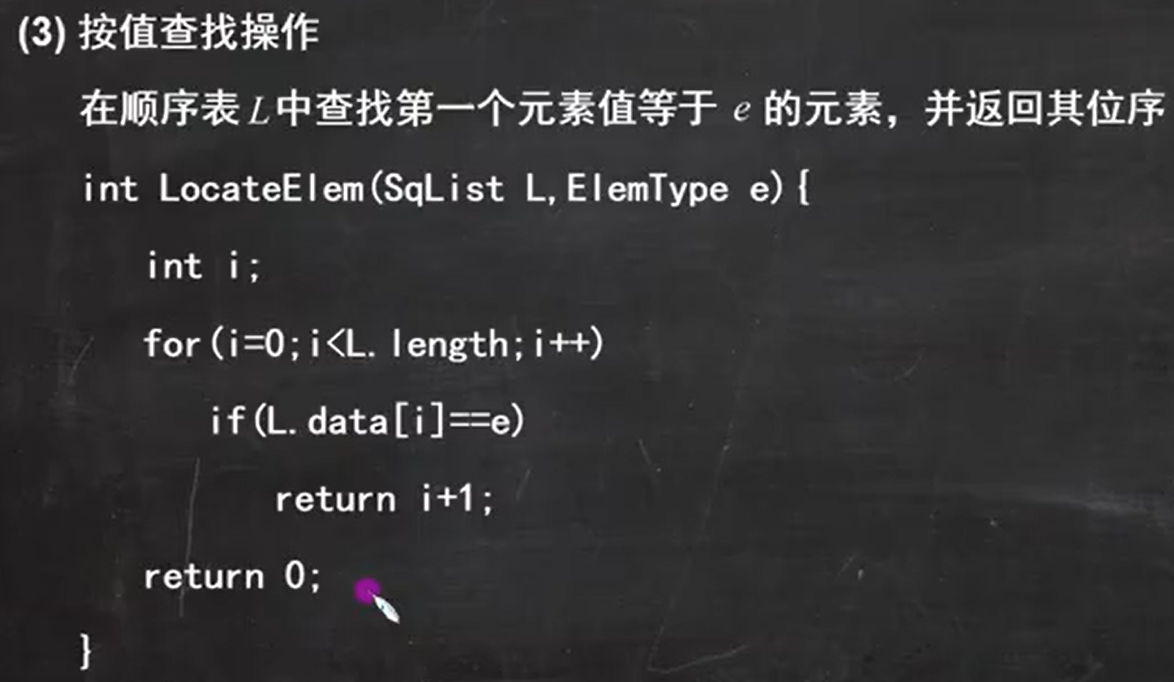 (3) 按值查找操作
在顺序表L中查找第一个元素值等于 e 的元素，并返回其位序
int LocateElem(SqList L,ElemType e){
int i;
for(i=0;i<L.length;i++)
if(L.data[i]==e)
return i+1;
return 0;
}